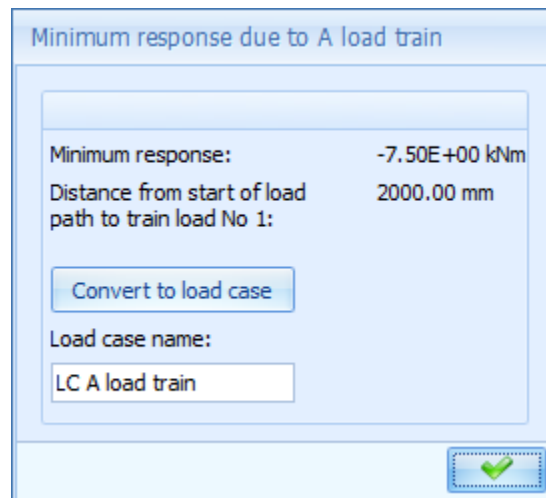 Minimum response due to A load train
Minimum response: -7.50E+00 kNm
Distance from start of load 2000.00 mm
path to train load No 1:
Convert to load case
Load case name:
LC A load train